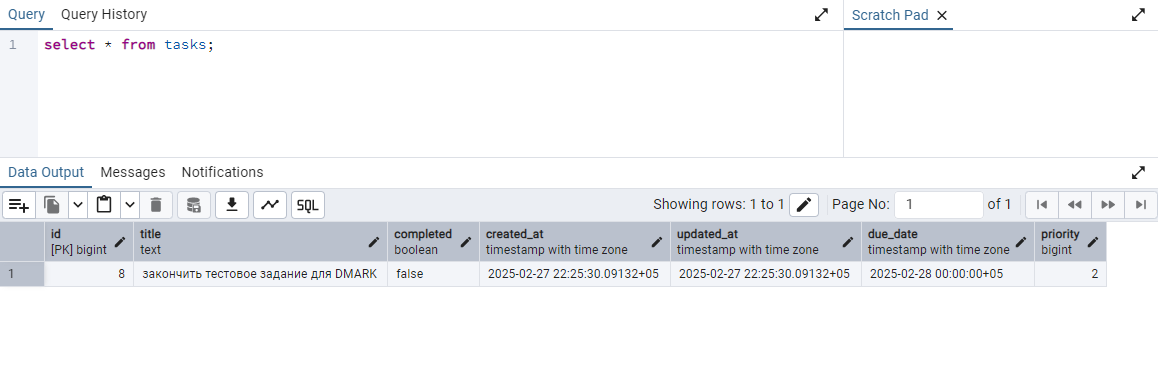 Query Query History Scratch Pad
1 select * from tasks;
Data Output Messages Notifications
SQL Showing rows: 1 to 1 Page No: 1 of 1
id title completed created_at updated_at due_date priority
[PK] bigint text boolean timestamp with time zone timestamp with time zone timestamp with time zone bigint
1 8 закончить тестовое задание для DMARK false 2025-02-27 22:25:30.09132+05 2025-02-27 22:25:30.09132+05 2025-02-28 00:00:00+05 2